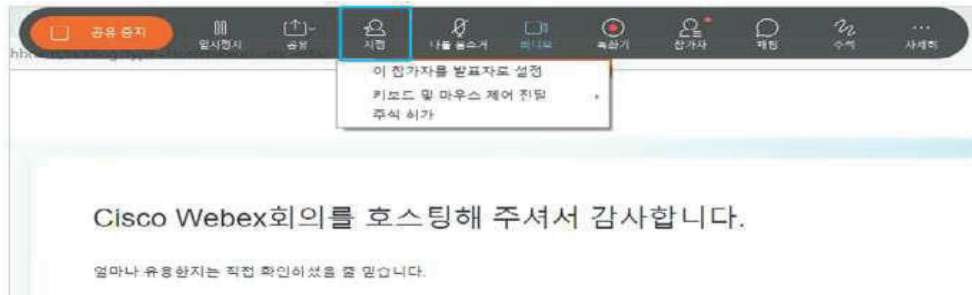 공유 중지
일시정지
공유
지정
나를 음소거
비디오
녹화기
참가자
채팅
주석
자세히
이 참가자를 발표자로 설정
키보드 및 마우스 제어 전달
주석 허가
Cisco Webex회의를 호스팅해 주셔서 감사합니다.
얼마나 유용한지는 직접 확인하셨을 줄 믿습니다.